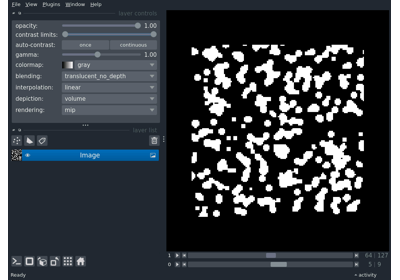 File View Plugins Window Help
layer controls
opacity: 1.00
contrast limits:
auto-contrast: once continuous
gamma: 1.00
colormap: gray
blending: translucent_no_depth
interpolation: linear
depiction: volume
rendering: mip
layer list
Image
1 64 127
0 5 9
Ready activity